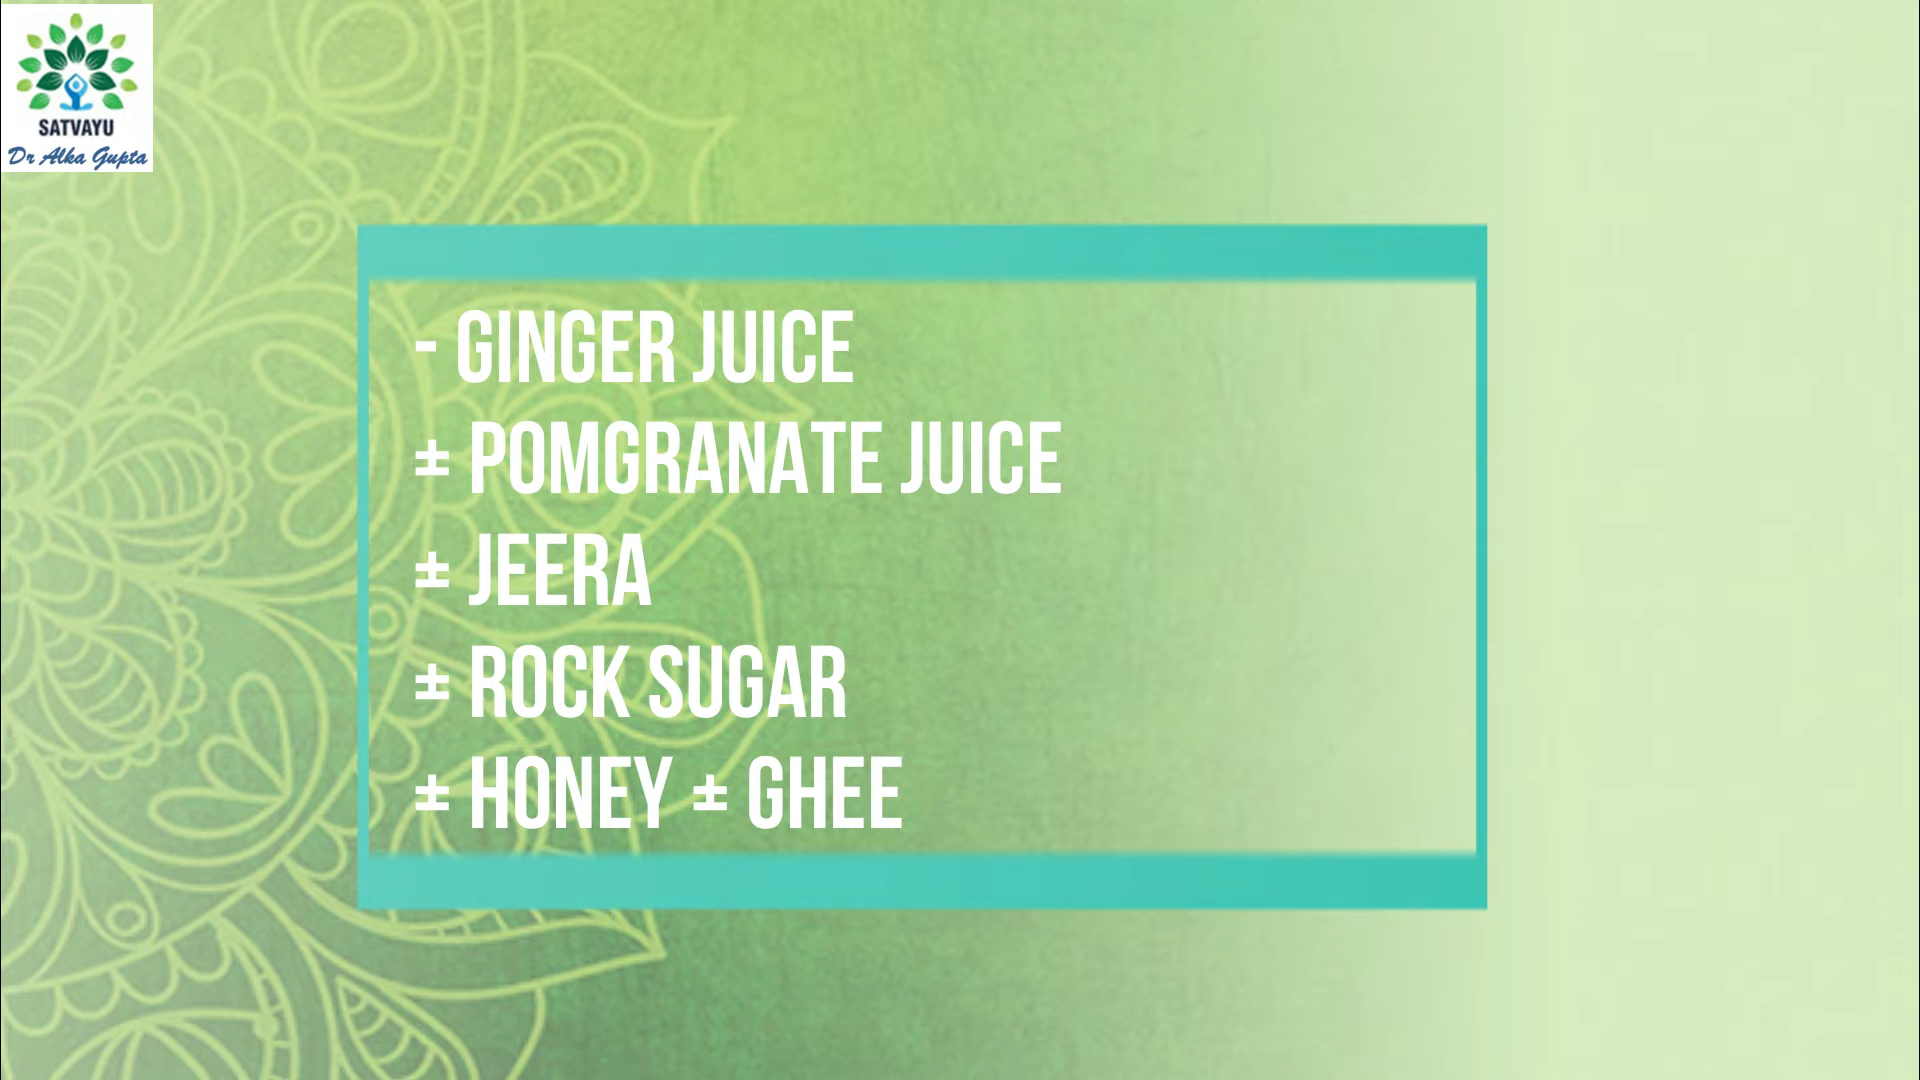 SATVAYU
Dr Alka Gupta
- GINGER JUICE
± POMGRANATE JUICE
± JEERA
± ROCK SUGAR
± HONEY ± GHEE